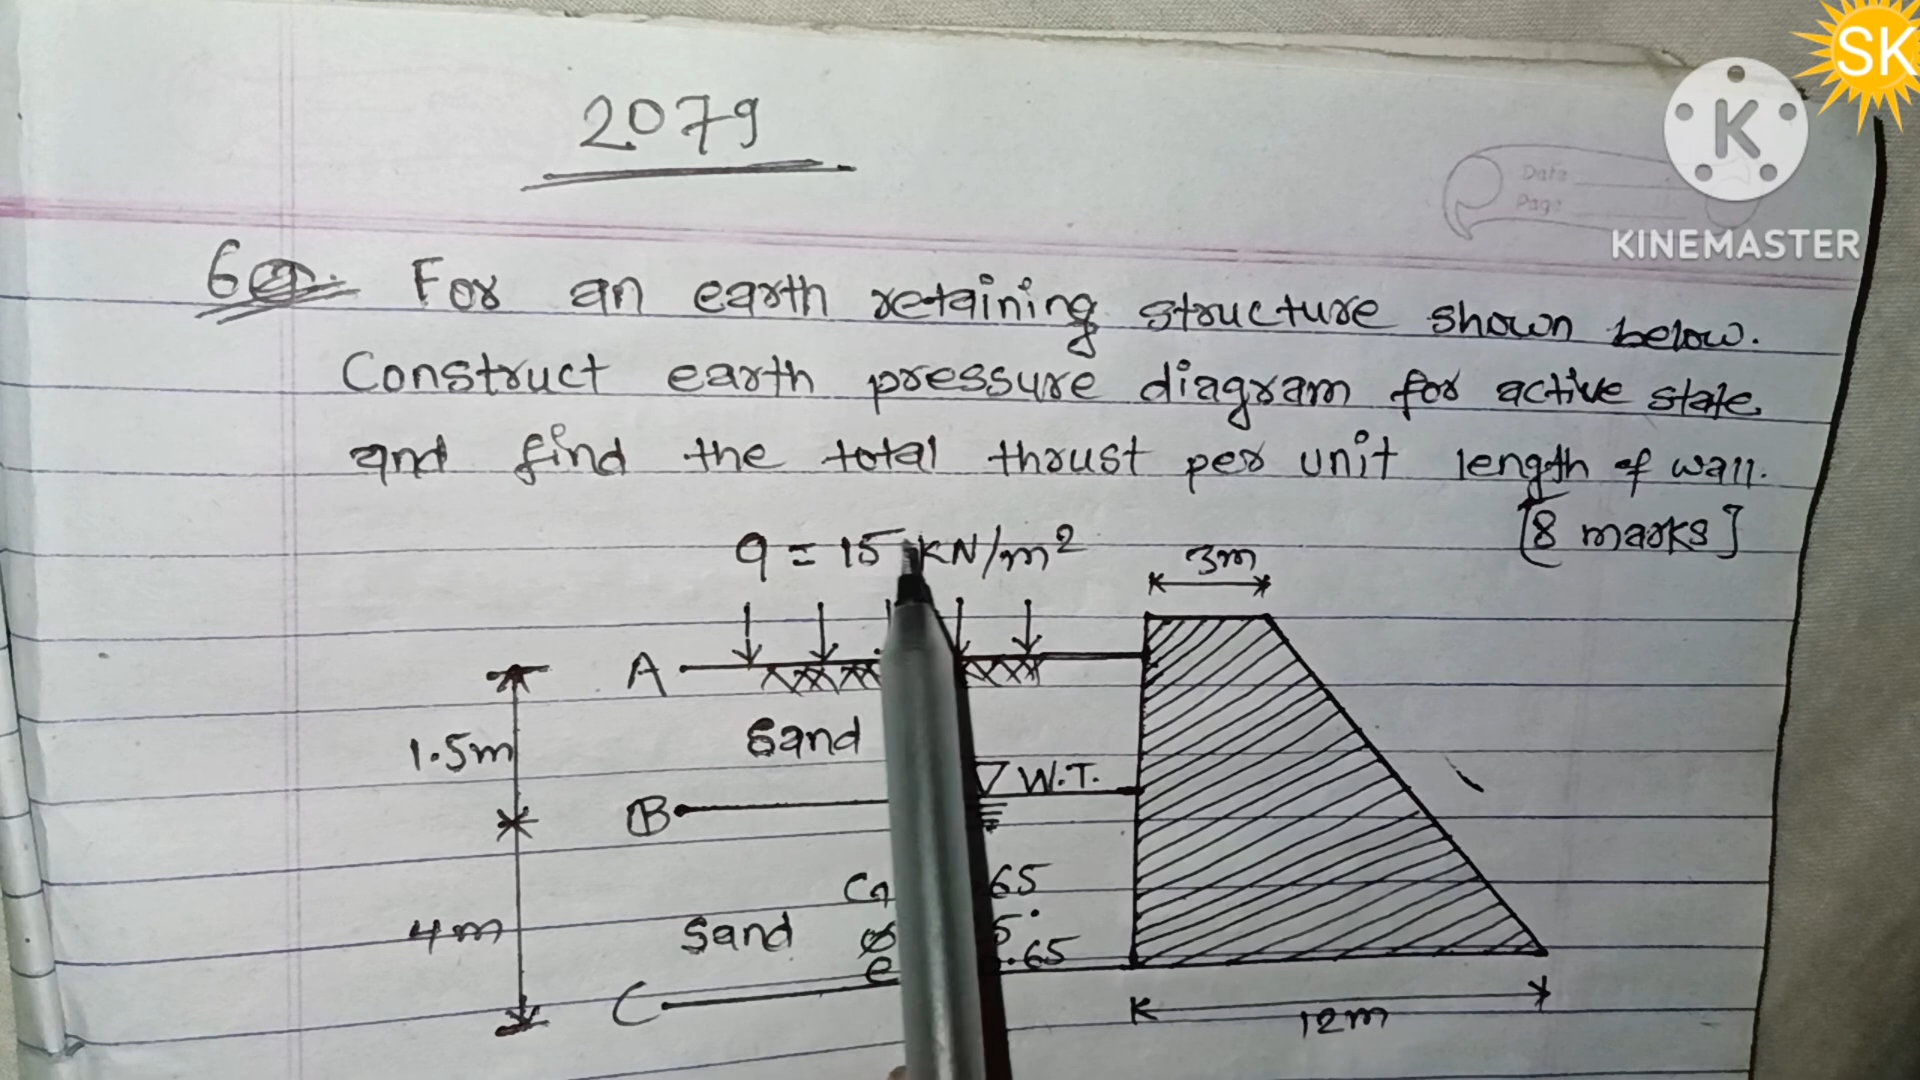 SK
K
KINEMASTER
Date
Page
2079
6 a. For an earth retaining structure shown below.
Construct earth pressure diagram for active state
and find the total thrust per unit length of wall.
[8 marks]
q = 15 KN/m²
3m
A
Sand
1.5m
W.T.
B
65
4m
Sand
5°
e .65
C
12m